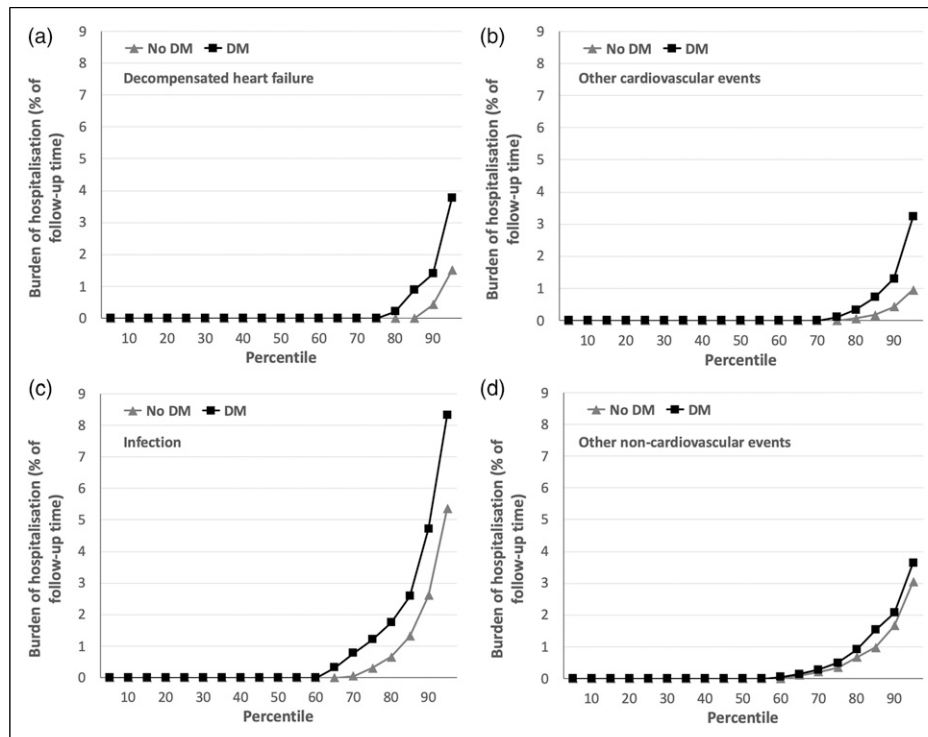 (a)
No DM DM
Decompensated heart failure
Burden of hospitalisation (% of
follow-up time)
9
8
7
6
5
4
3
2
1
0
10 20 30 40 50 60 70 80 90
Percentile
(b)
No DM DM
Other cardiovascular events
Burden of hospitalisation (% of
follow-up time)
9
8
7
6
5
4
3
2
1
0
10 20 30 40 50 60 70 80 90
Percentile
(c)
No DM DM
Infection
Burden of hospitalisation (% of
follow-up time)
9
8
7
6
5
4
3
2
1
0
10 20 30 40 50 60 70 80 90
Percentile
(d)
No DM DM
Other non-cardiovascular events
Burden of hospitalisation (% of
follow-up time)
9
8
7
6
5
4
3
2
1
0
10 20 30 40 50 60 70 80 90
Percentile